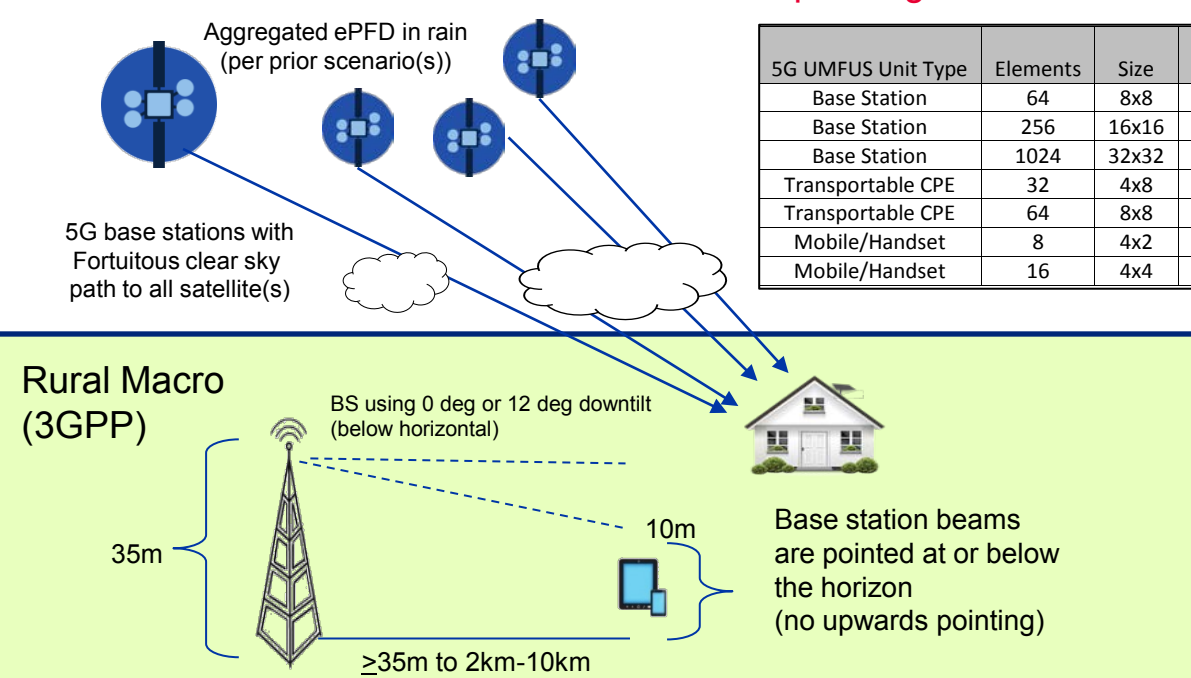 Aggregated ePFD in rain
(per prior scenario(s))
5G UMFUS Unit Type Elements Size
Base Station 64 8x8
Base Station 256 16x16
Base Station 1024 32x32
Transportable CPE 32 4x8
Transportable CPE 64 8x8
Mobile/Handset 8 4x2
Mobile/Handset 16 4x4
5G base stations with
Fortuitous clear sky
path to all satellite(s)
Rural Macro
(3GPP)
BS using 0 deg or 12 deg downtilt
(below horizontal)
35m
10m
Base station beams
are pointed at or below
the horizon
(no upwards pointing)
>35m to 2km-10km